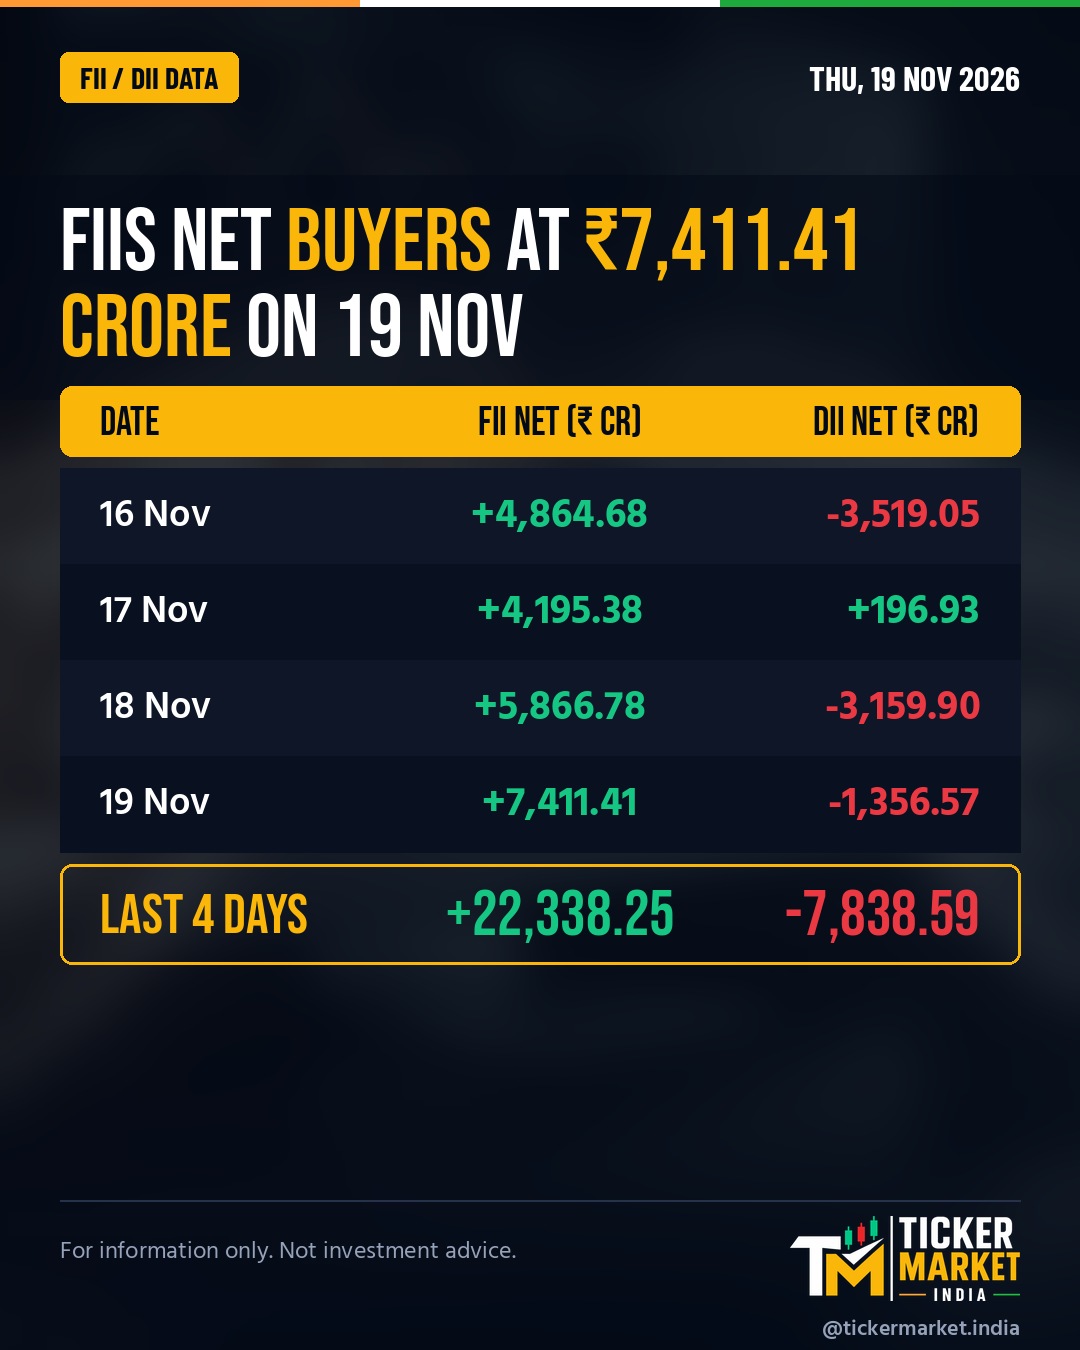 FII / DII DATA
THU, 19 NOV 2026
FIIS NET BUYERS AT ₹7,411.41
CRORE ON 19 NOV
DATE FII NET (₹ CR) DII NET (₹ CR)
16 Nov +4,864.68 -3,519.05
17 Nov +4,195.38 +196.93
18 Nov +5,866.78 -3,159.90
19 Nov +7,411.41 -1,356.57
LAST 4 DAYS +22,338.25 -7,838.59
For information only. Not investment advice.
TM
TICKER
MARKET
INDIA
@tickermarket.india